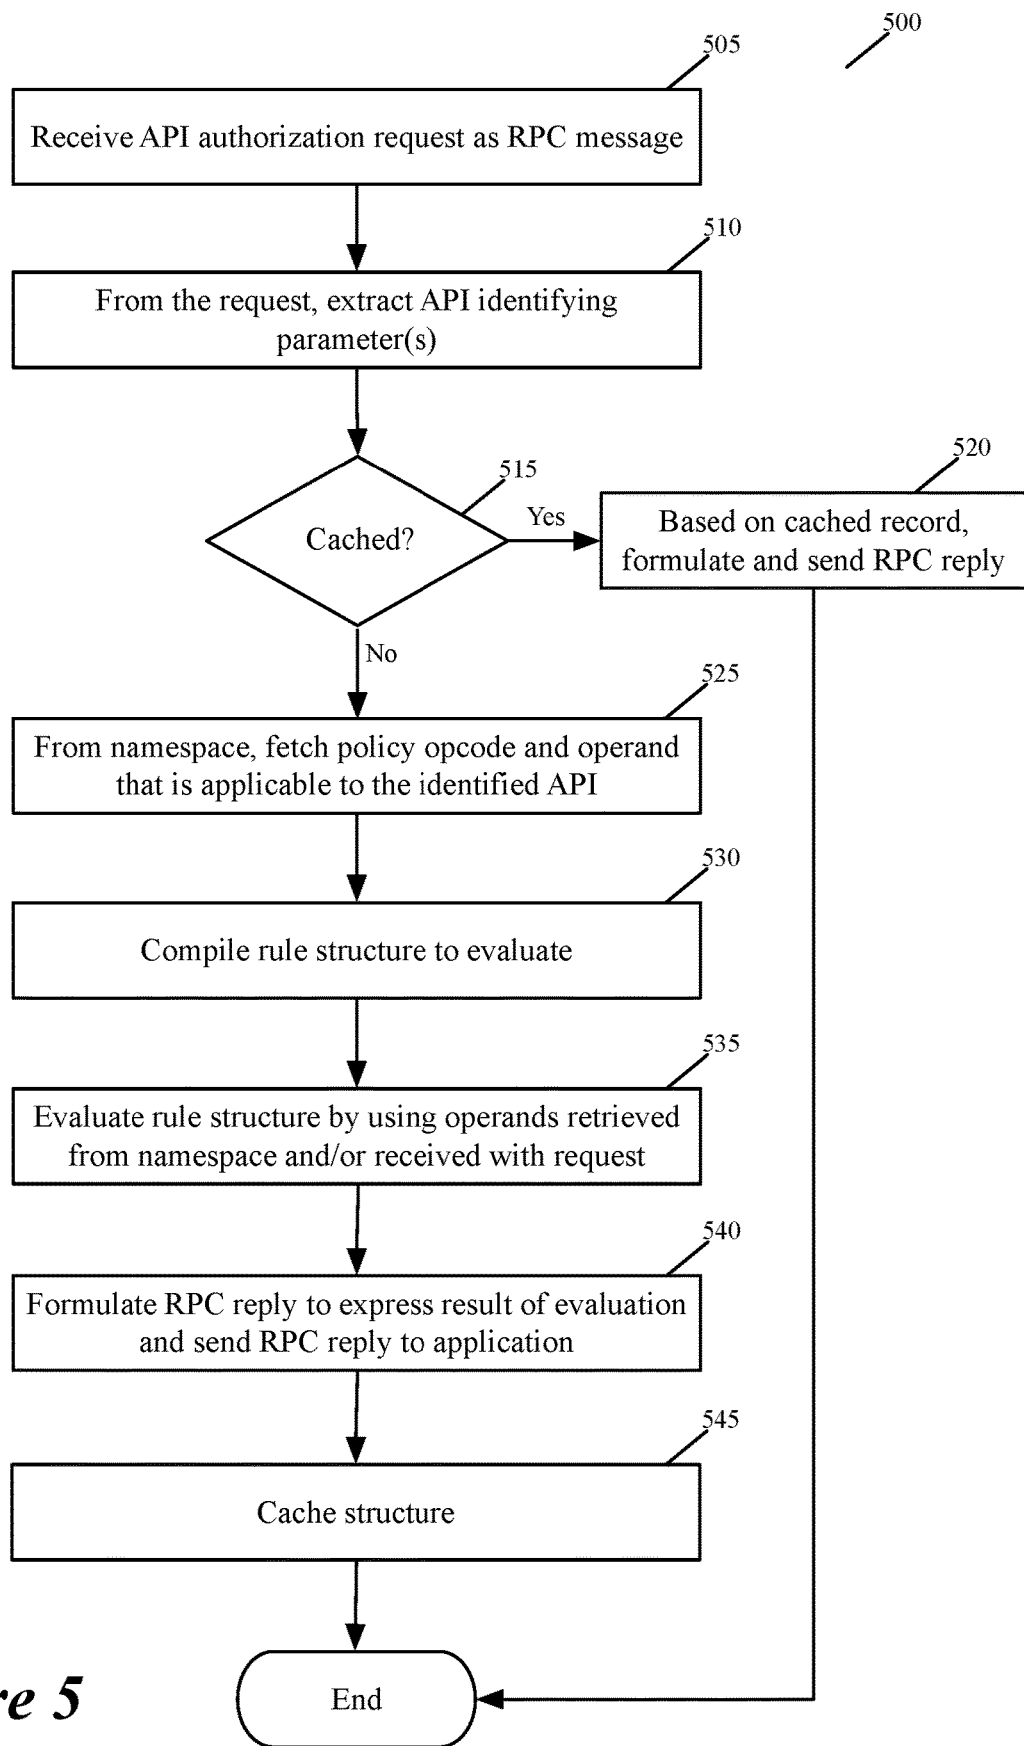 500
505
Receive API authorization request as RPC message
510
From the request, extract API identifying
parameter(s)
515
Cached?
Yes
520
Based on cached record,
formulate and send RPC reply
No
525
From namespace, fetch policy opcode and operand
that is applicable to the identified API
530
Compile rule structure to evaluate
535
Evaluate rule structure by using operands retrieved
from namespace and/or received with request
540
Formulate RPC reply to express result of evaluation
and send RPC reply to application
545
Cache structure
End
5